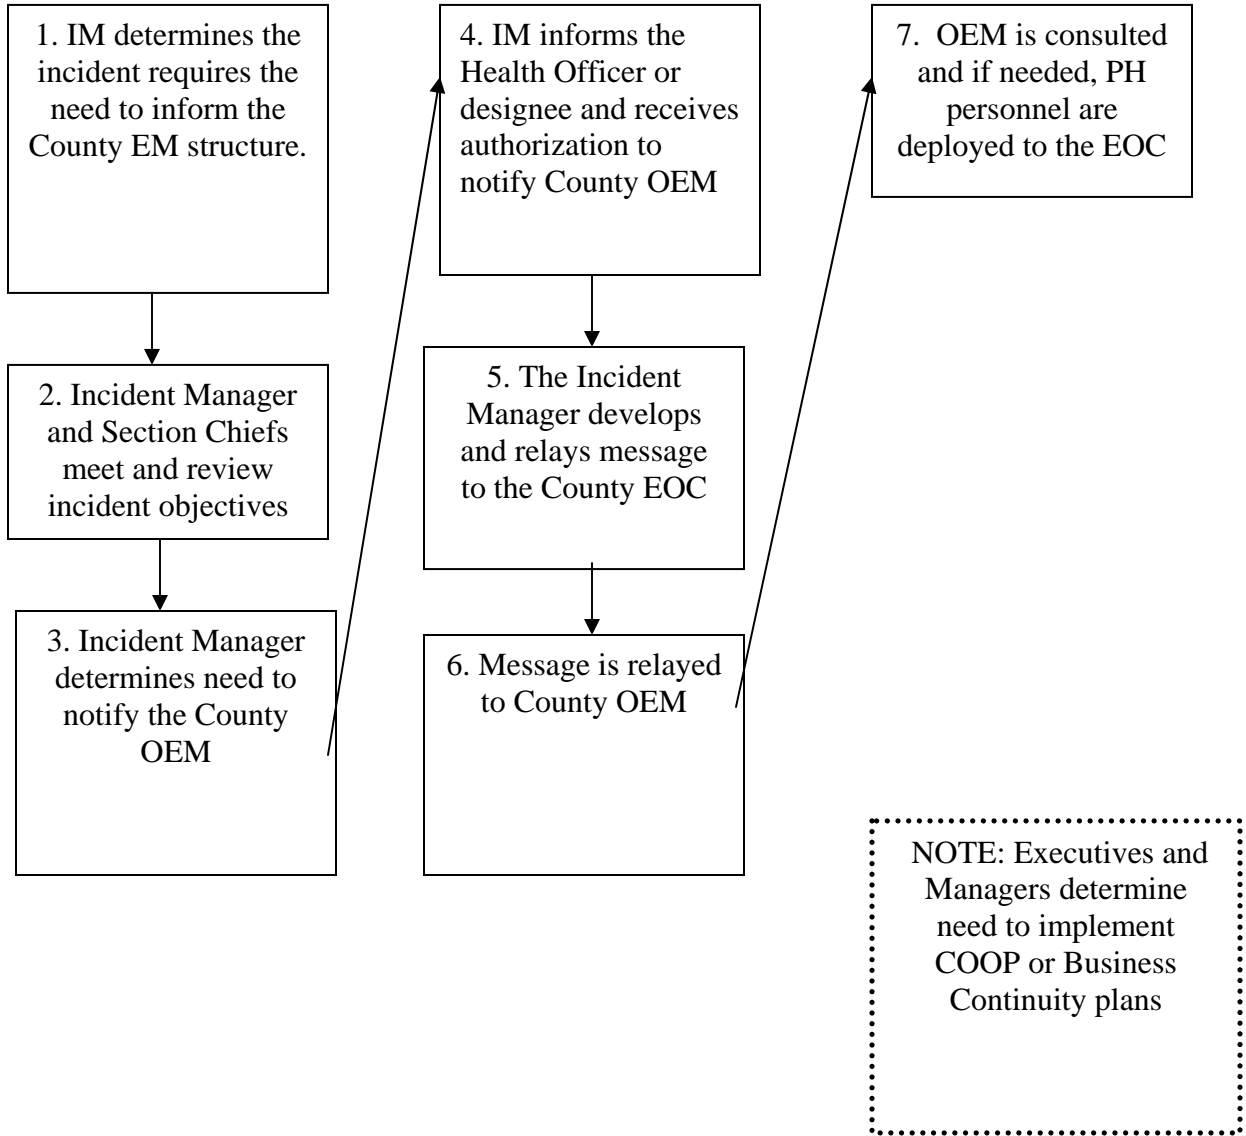 1. IM determines the
incident requires the
need to inform the
County EM structure.
2. Incident Manager
and Section Chiefs
meet and review
incident objectives
3. Incident Manager
determines need to
notify the County
OEM
4. IM informs the
Health Officer or
designee and receives
authorization to
notify County OEM
5. The Incident
Manager develops
and relays message
to the County EOC
6. Message is relayed
to County OEM
7. OEM is consulted
and if needed, PH
personnel are
deployed to the EOC
NOTE: Executives and
Managers determine
need to implement
COOP or Business
Continuity plans